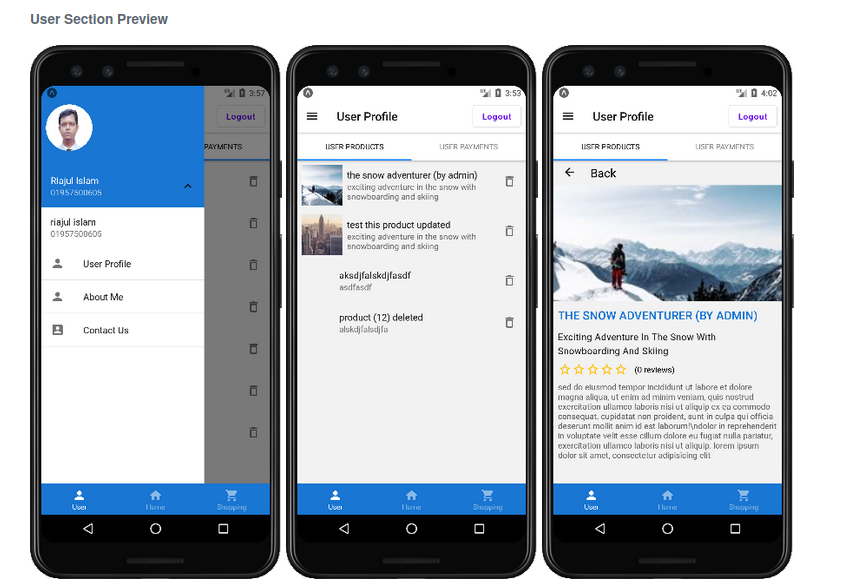 User Section Preview
3:57
Logout
PAYMENTS
Riajul Islam
01957500605
riajul islam
01957500605
User Profile
About Me
Contact Us
User
Home
Shopping
3:53
User Profile
Logout
USER PRODUCTS
USER PAYMENTS
the snow adventurer (by admin)
exciting adventure in the snow with
snowboarding and skiing
test this product updated
exciting adventure in the snow with
snowboarding and skiing
aksdjfalskdjfasdf
asdfasdf
product (12) deleted
alskdjfalsdjfa
User
Home
Shopping
4:02
User Profile
Logout
USER PRODUCTS
USER PAYMENTS
Back
THE SNOW ADVENTURER (BY ADMIN)
Exciting Adventure In The Snow With
Snowboarding And Skiing
(0 reviews)
sed do eiusmod tempor incididunt ut labore et dolore
magna aliqua, ut enim ad minim veniam, quis nostrud
exercitation ullamco laboris nisi ut aliquip ex ea commodo
consequat. cupidatat non proident, sunt in culpa qui officia
deserunt mollit anim id est laborum!\ndolor in reprehenderit
in voluptate velit esse cillum dolore eu fugiat nulla pariatur,
exercitation ullamco laboris nisi ut aliquip. lorem ipsum
dolor sit amet, consectetur adipisicing elit
User
Home
Shopping